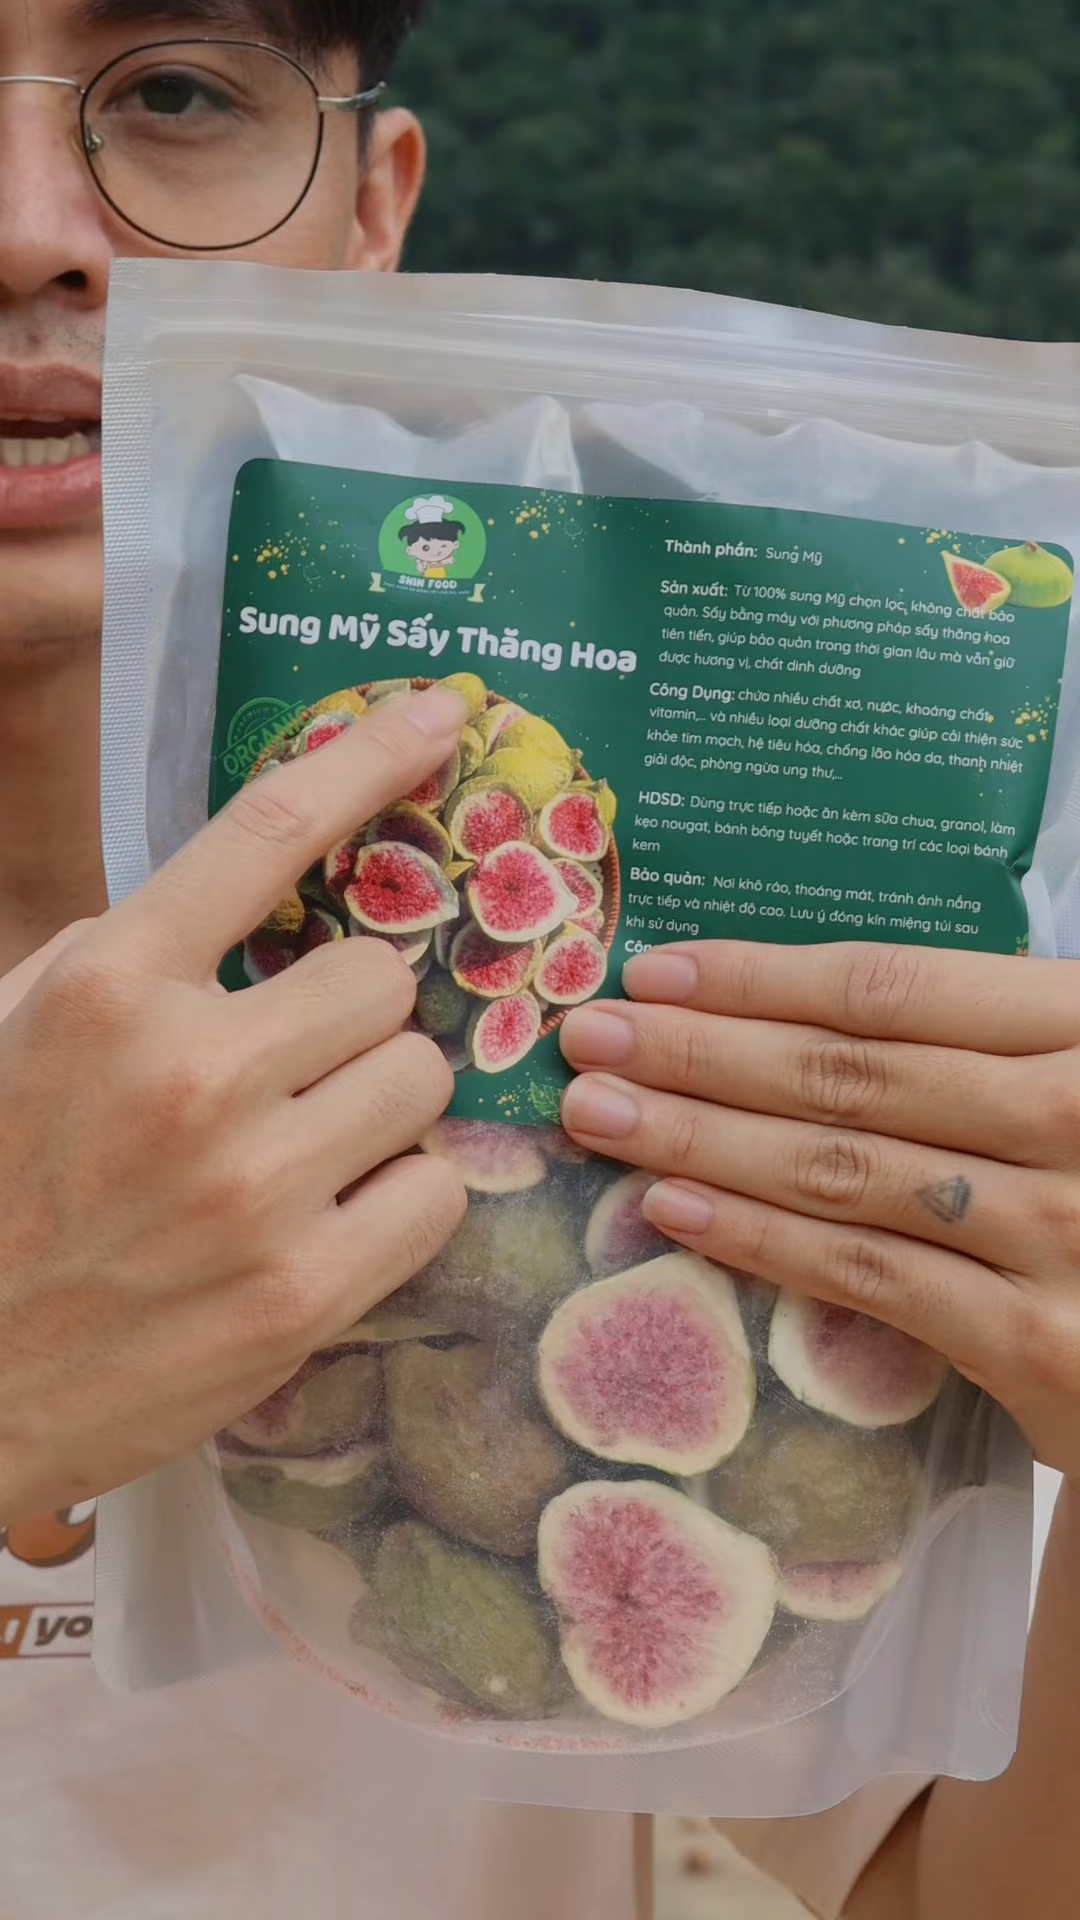 SHIN FOOD
Sung Mỹ Sấy Thăng Hoa
PREMIUM
ORGANIC
Thành phần: Sung Mỹ
Sản xuất: Từ 100% sung Mỹ chọn lọc, không chất bảo
quản. Sấy bằng máy với phương pháp sấy thăng hoa
tiên tiến, giúp bảo quản trong thời gian lâu mà vẫn giữ
được hương vị, chất dinh dưỡng
Công Dụng: chứa nhiều chất xơ, nước, khoáng chất,
vitamin,... và nhiều loại dưỡng chất khác giúp cải thiện sức
khỏe tim mạch, hệ tiêu hóa, chống lão hóa da, thanh nhiệt
giải độc, phòng ngừa ung thư,...
HDSD: Dùng trực tiếp hoặc ăn kèm sữa chua, granol, làm
kẹo nougat, bánh bông tuyết hoặc trang trí các loại bánh
kem
Bảo quản: Nơi khô ráo, thoáng mát, tránh ánh nắng
trực tiếp và nhiệt độ cao. Lưu ý đóng kín miệng túi sau
khi sử dụng
Côn
yo